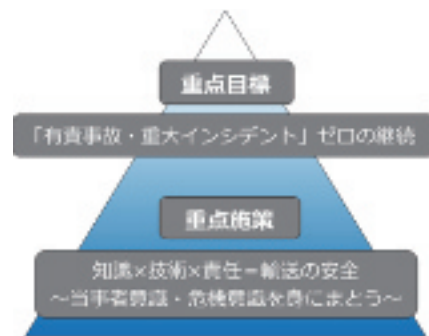 重点目標
「有責事故・重大インシデント」ゼロの継続
重点施策
知識×技術×責任=輸送の安全
～当事者意識・危機意識を身にまとう～